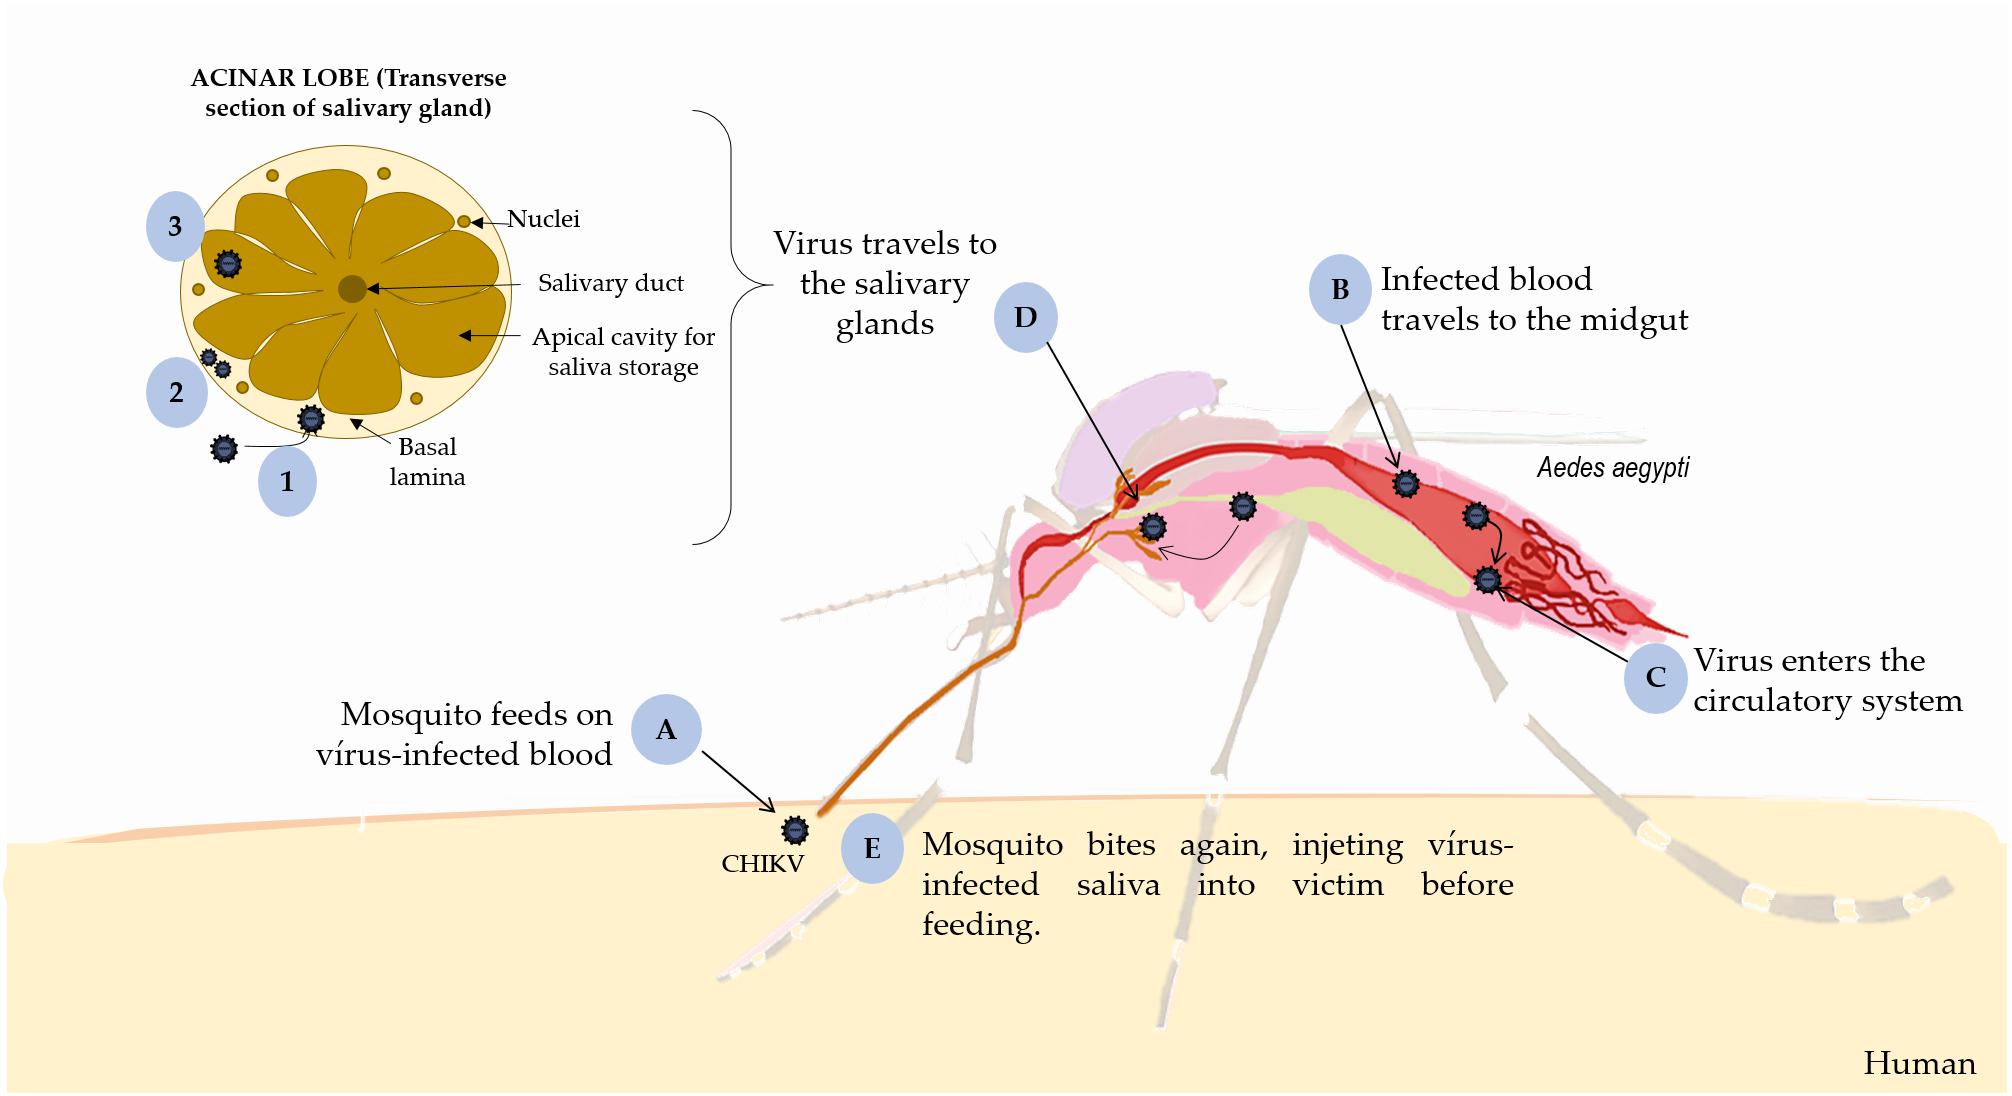 ACINAR LOBE (Transverse
section of salivary gland)
3
Nuclei
Salivary duct
Apical cavity for
saliva storage
2
Basal
lamina
1
Virus travels to
the salivary
glands
D
B
Infected blood
travels to the midgut
Aedes aegypti
C
Virus enters the
circulatory system
Mosquito feeds on
vírus-infected blood
A
CHIKV
E
Mosquito bites again, injeting vírus-
infected saliva into victim before
feeding.
Human